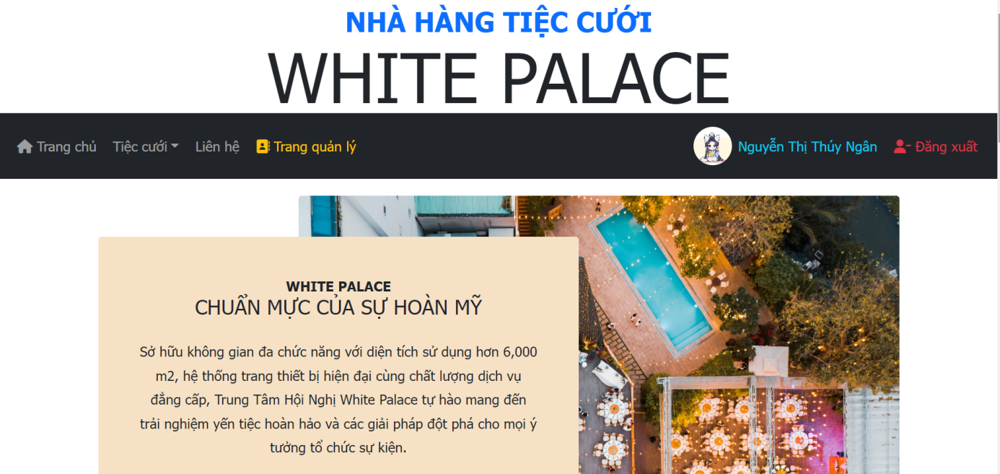 NHÀ HÀNG TIỆC CƯỚI
WHITE PALACE
Trang chủ Tiệc cưới Liên hệ Trang quản lý Nguyễn Thị Thúy Ngân Đăng xuất
WHITE PALACE
CHUẨN MỰC CỦA SỰ HOÀN MỸ
Sở hữu không gian đa chức năng với diện tích sử dụng hơn 6,000
m2, hệ thống trang thiết bị hiện đại cùng chất lượng dịch vụ
đẳng cấp, Trung Tâm Hội Nghị White Palace tự hào mang đến
trải nghiệm yến tiệc hoàn hảo và các giải pháp đột phá cho mọi ý
tưởng tổ chức sự kiện.